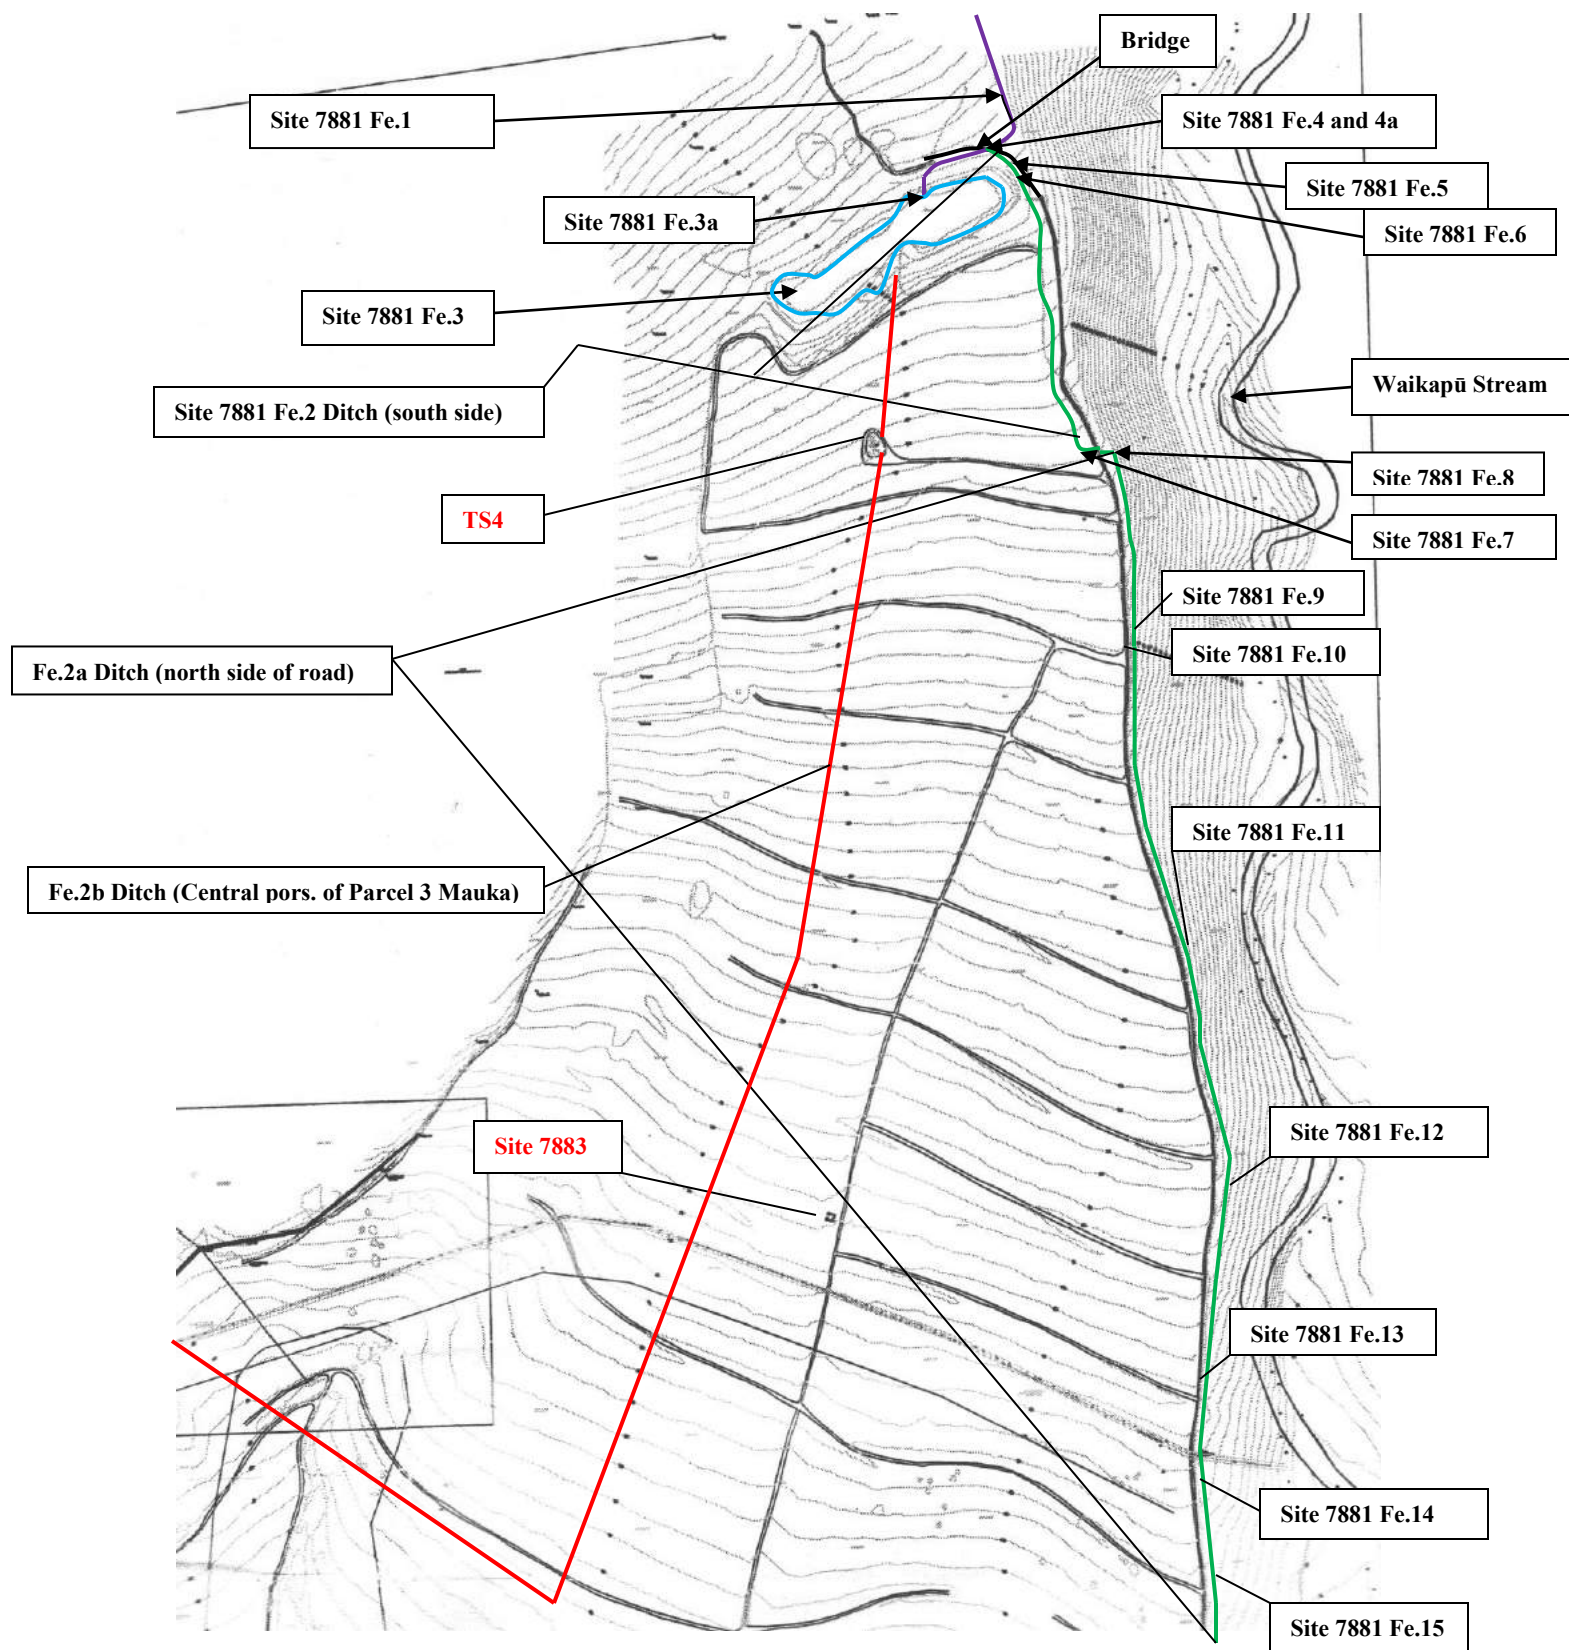 Bridge
Site 7881 Fe.1
Site 7881 Fe.4 and 4a
Site 7881 Fe.5
Site 7881 Fe.3a
Site 7881 Fe.6
Site 7881 Fe.3
Waikapū Stream
Site 7881 Fe.2 Ditch (south side)
Site 7881 Fe.8
TS4
Site 7881 Fe.7
Site 7881 Fe.9
Site 7881 Fe.10
Fe.2a Ditch (north side of road)
Site 7881 Fe.11
Fe.2b Ditch (Central pors. of Parcel 3 Mauka)
Site 7883
Site 7881 Fe.12
Site 7881 Fe.13
Site 7881 Fe.14
Site 7881 Fe.15